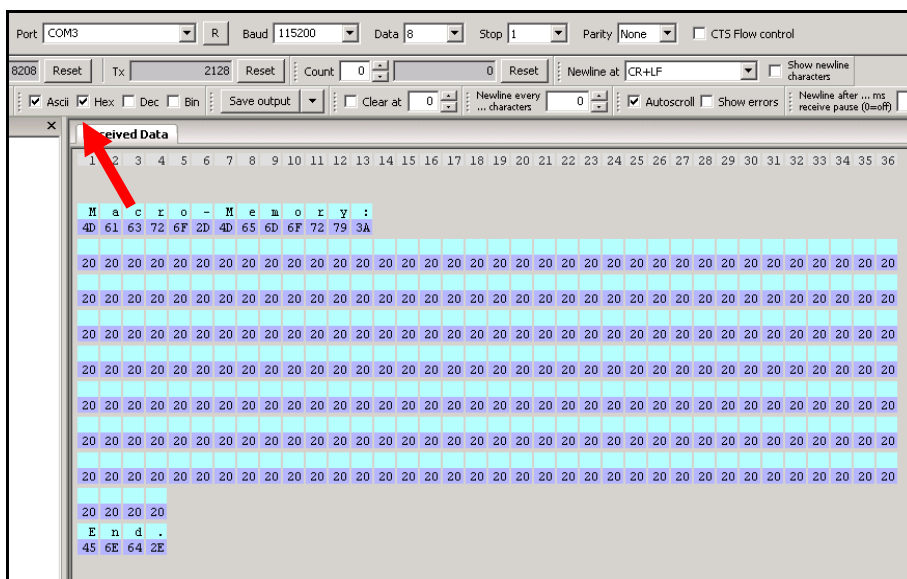 Port COM3 R Baud 115200 Data 8 Stop 1 Parity None CTS Flow control
8208 Reset Tx 2128 Reset Count 0 0 Reset Newline at CR+LF Show newline
characters
Ascii Hex Dec Bin Save output Clear at 0 Newline every
... characters 0 Autoscroll Show errors Newline after ... ms
receive pause (0=off)
Received Data
1 2 3 4 5 6 7 8 9 10 11 12 13 14 15 16 17 18 19 20 21 22 23 24 25 26 27 28 29 30 31 32 33 34 35 36
M a c r o - M e m o r y :
4D 61 63 72 6F 2D 4D 65 6D 6F 72 79 3A
20 20 20 20 20 20 20 20 20 20 20 20 20 20 20 20 20 20 20 20 20 20 20 20 20 20 20 20 20 20 20 20 20 20 20 20
20 20 20 20 20 20 20 20 20 20 20 20 20 20 20 20 20 20 20 20 20 20 20 20 20 20 20 20 20 20 20 20 20 20 20 20
20 20 20 20 20 20 20 20 20 20 20 20 20 20 20 20 20 20 20 20 20 20 20 20 20 20 20 20 20 20 20 20 20 20 20 20
20 20 20 20 20 20 20 20 20 20 20 20 20 20 20 20 20 20 20 20 20 20 20 20 20 20 20 20 20 20 20 20 20 20 20 20
20 20 20 20 20 20 20 20 20 20 20 20 20 20 20 20 20 20 20 20 20 20 20 20 20 20 20 20 20 20 20 20 20 20 20 20
20 20 20 20 20 20 20 20 20 20 20 20 20 20 20 20 20 20 20 20 20 20 20 20 20 20 20 20 20 20 20 20 20 20 20 20
20 20 20 20 20 20 20 20 20 20 20 20 20 20 20 20 20 20 20 20 20 20 20 20 20 20 20 20 20 20 20 20 20 20 20 20
20 20 20 20
E n d .
45 6E 64 2E